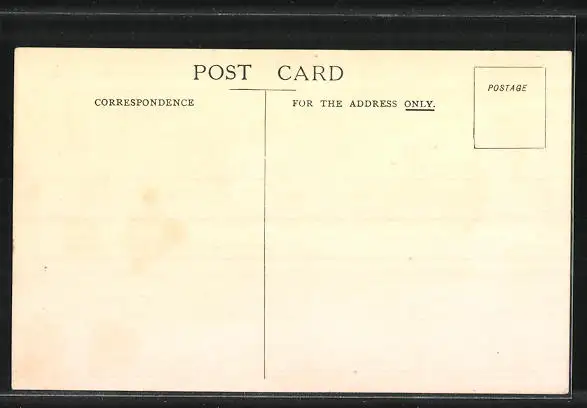 POST CARD
CORRESPONDENCE
FOR THE ADDRESS ONLY.
POSTAGE